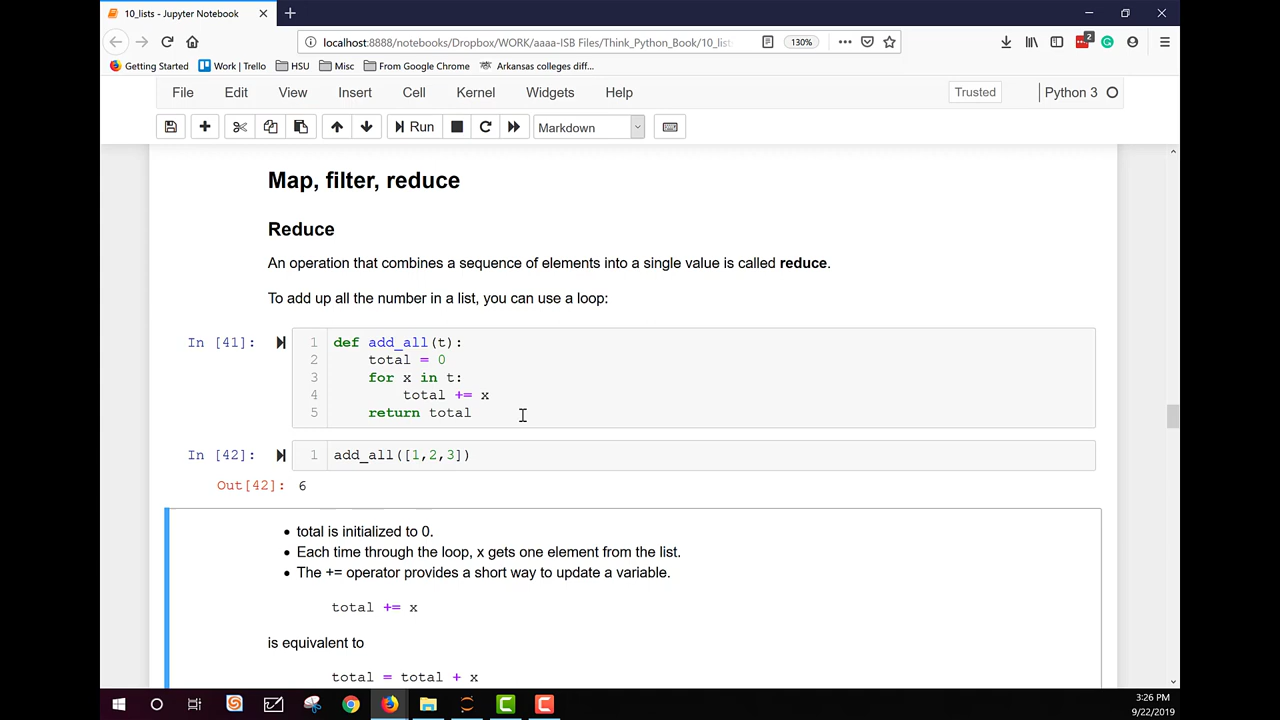 10_lists - Jupyter Notebook
localhost:8888/notebooks/Dropbox/WORK/aaaa-ISB Files/Think_Python_Book/10_list
130%
2
Getting Started Work | Trello HSU Misc From Google Chrome Arkansas colleges diff...
File Edit View Insert Cell Kernel Widgets Help Trusted Python 3
Run Markdown
Map, filter, reduce
Reduce
An operation that combines a sequence of elements into a single value is called reduce.
To add up all the number in a list, you can use a loop:
In [41]:
1 def add_all(t):
2 total = 0
3 for x in t:
4 total += x
5 return total
In [42]: 1 add_all([1,2,3])
Out[42]: 6
• total is initialized to 0.
• Each time through the loop, x gets one element from the list.
• The += operator provides a short way to update a variable.
total += x
is equivalent to
total = total + x
3:26 PM
9/22/2019